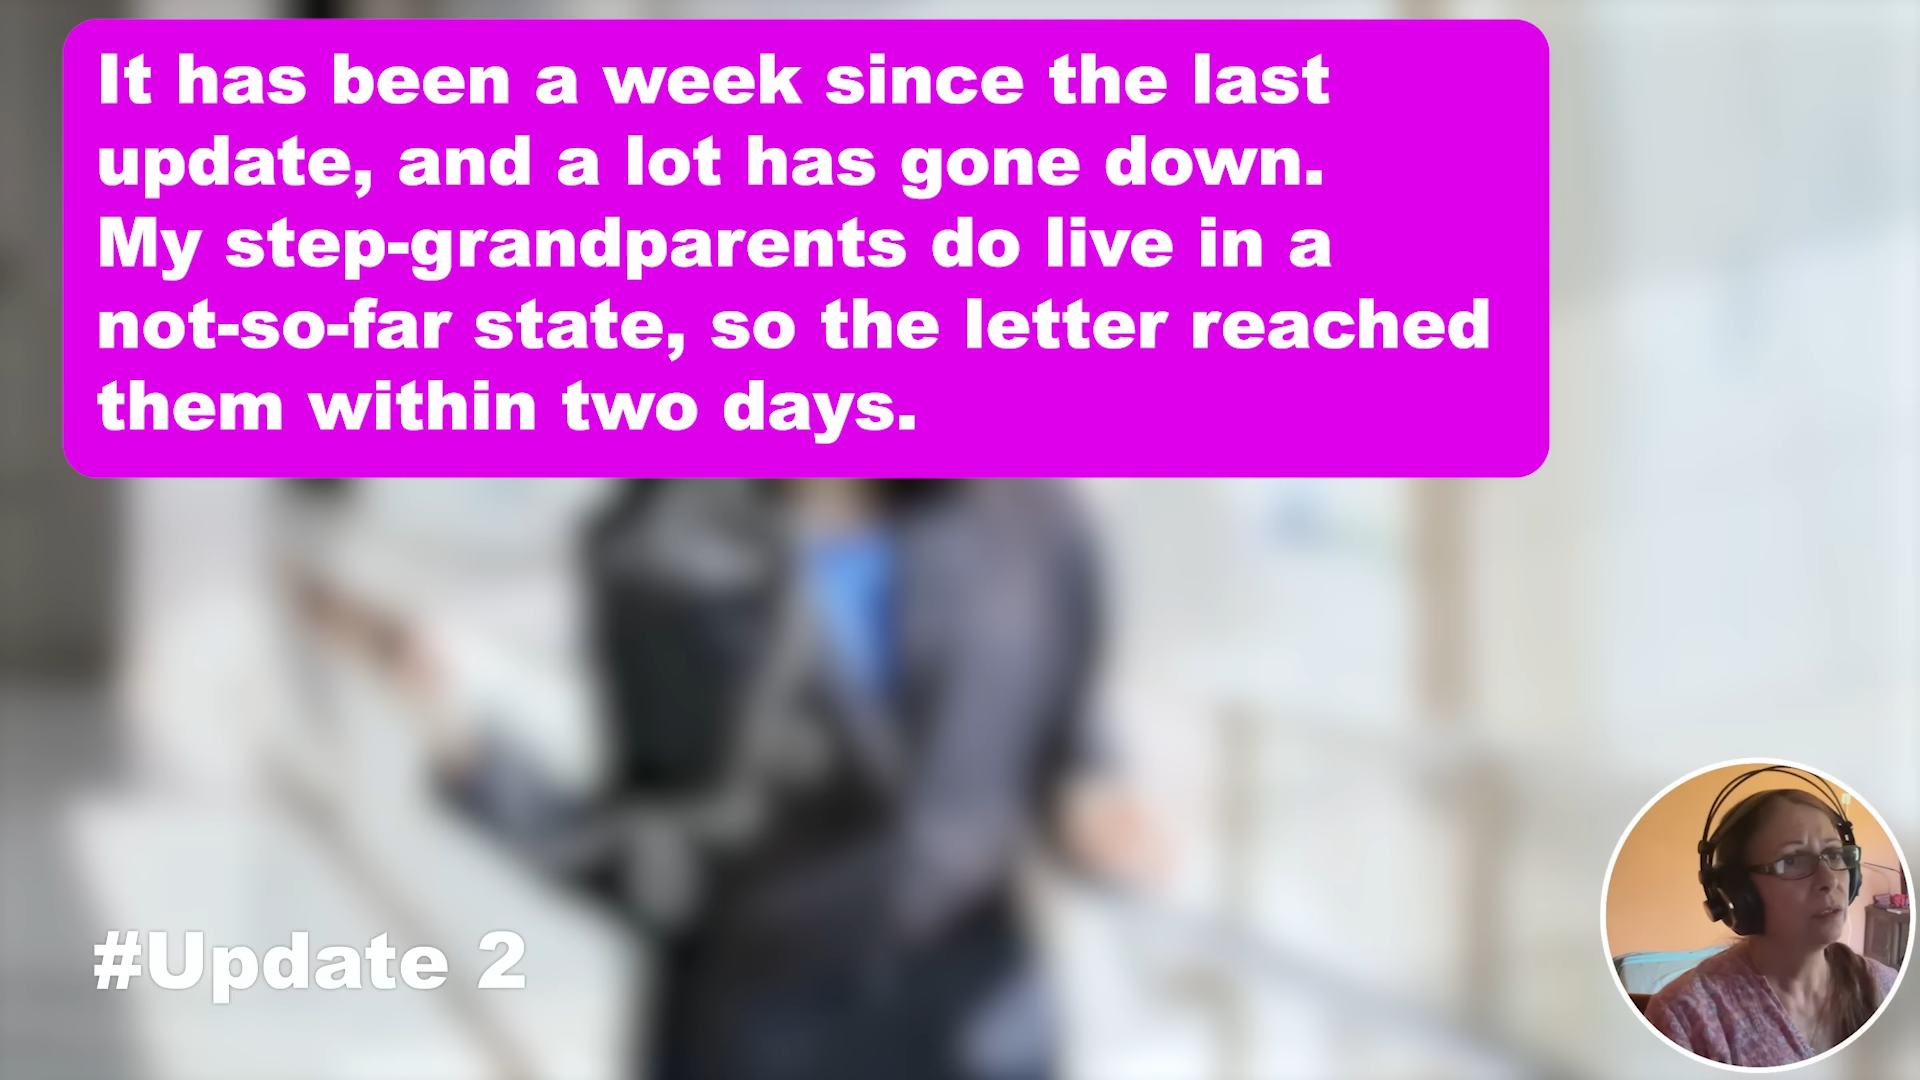 It has been a week since the last
update, and a lot has gone down.
My step-grandparents do live in a
not-so-far state, so the letter reached
them within two days.
#Update 2